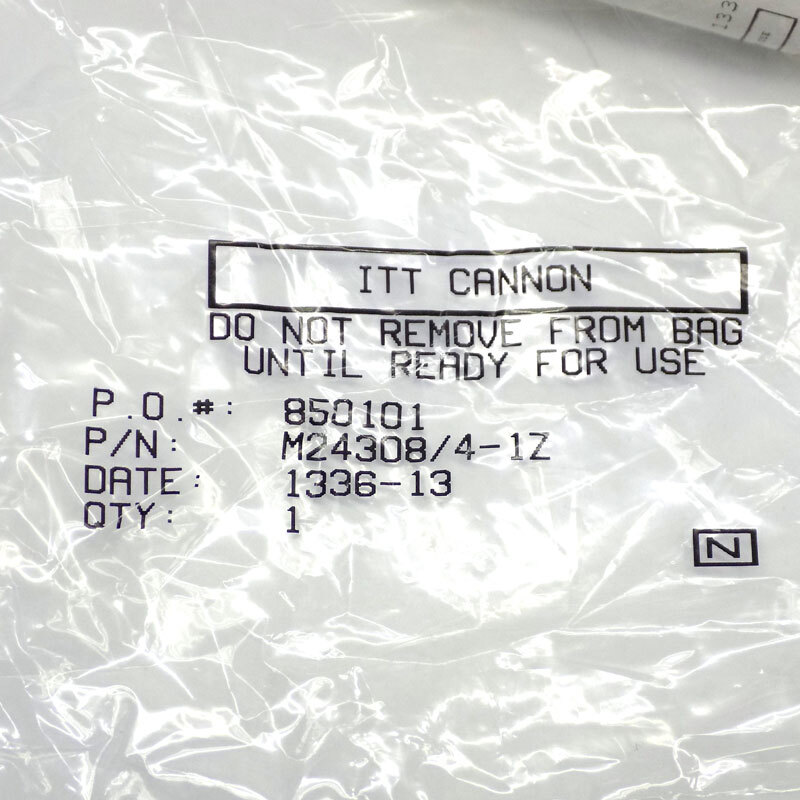 133
ITT CANNON
DO NOT REMOVE FROM BAG
UNTIL READY FOR USE
P.O.#: 850101
P/N: M24308/4-1Z
DATE: 1336-13
QTY: 1
N